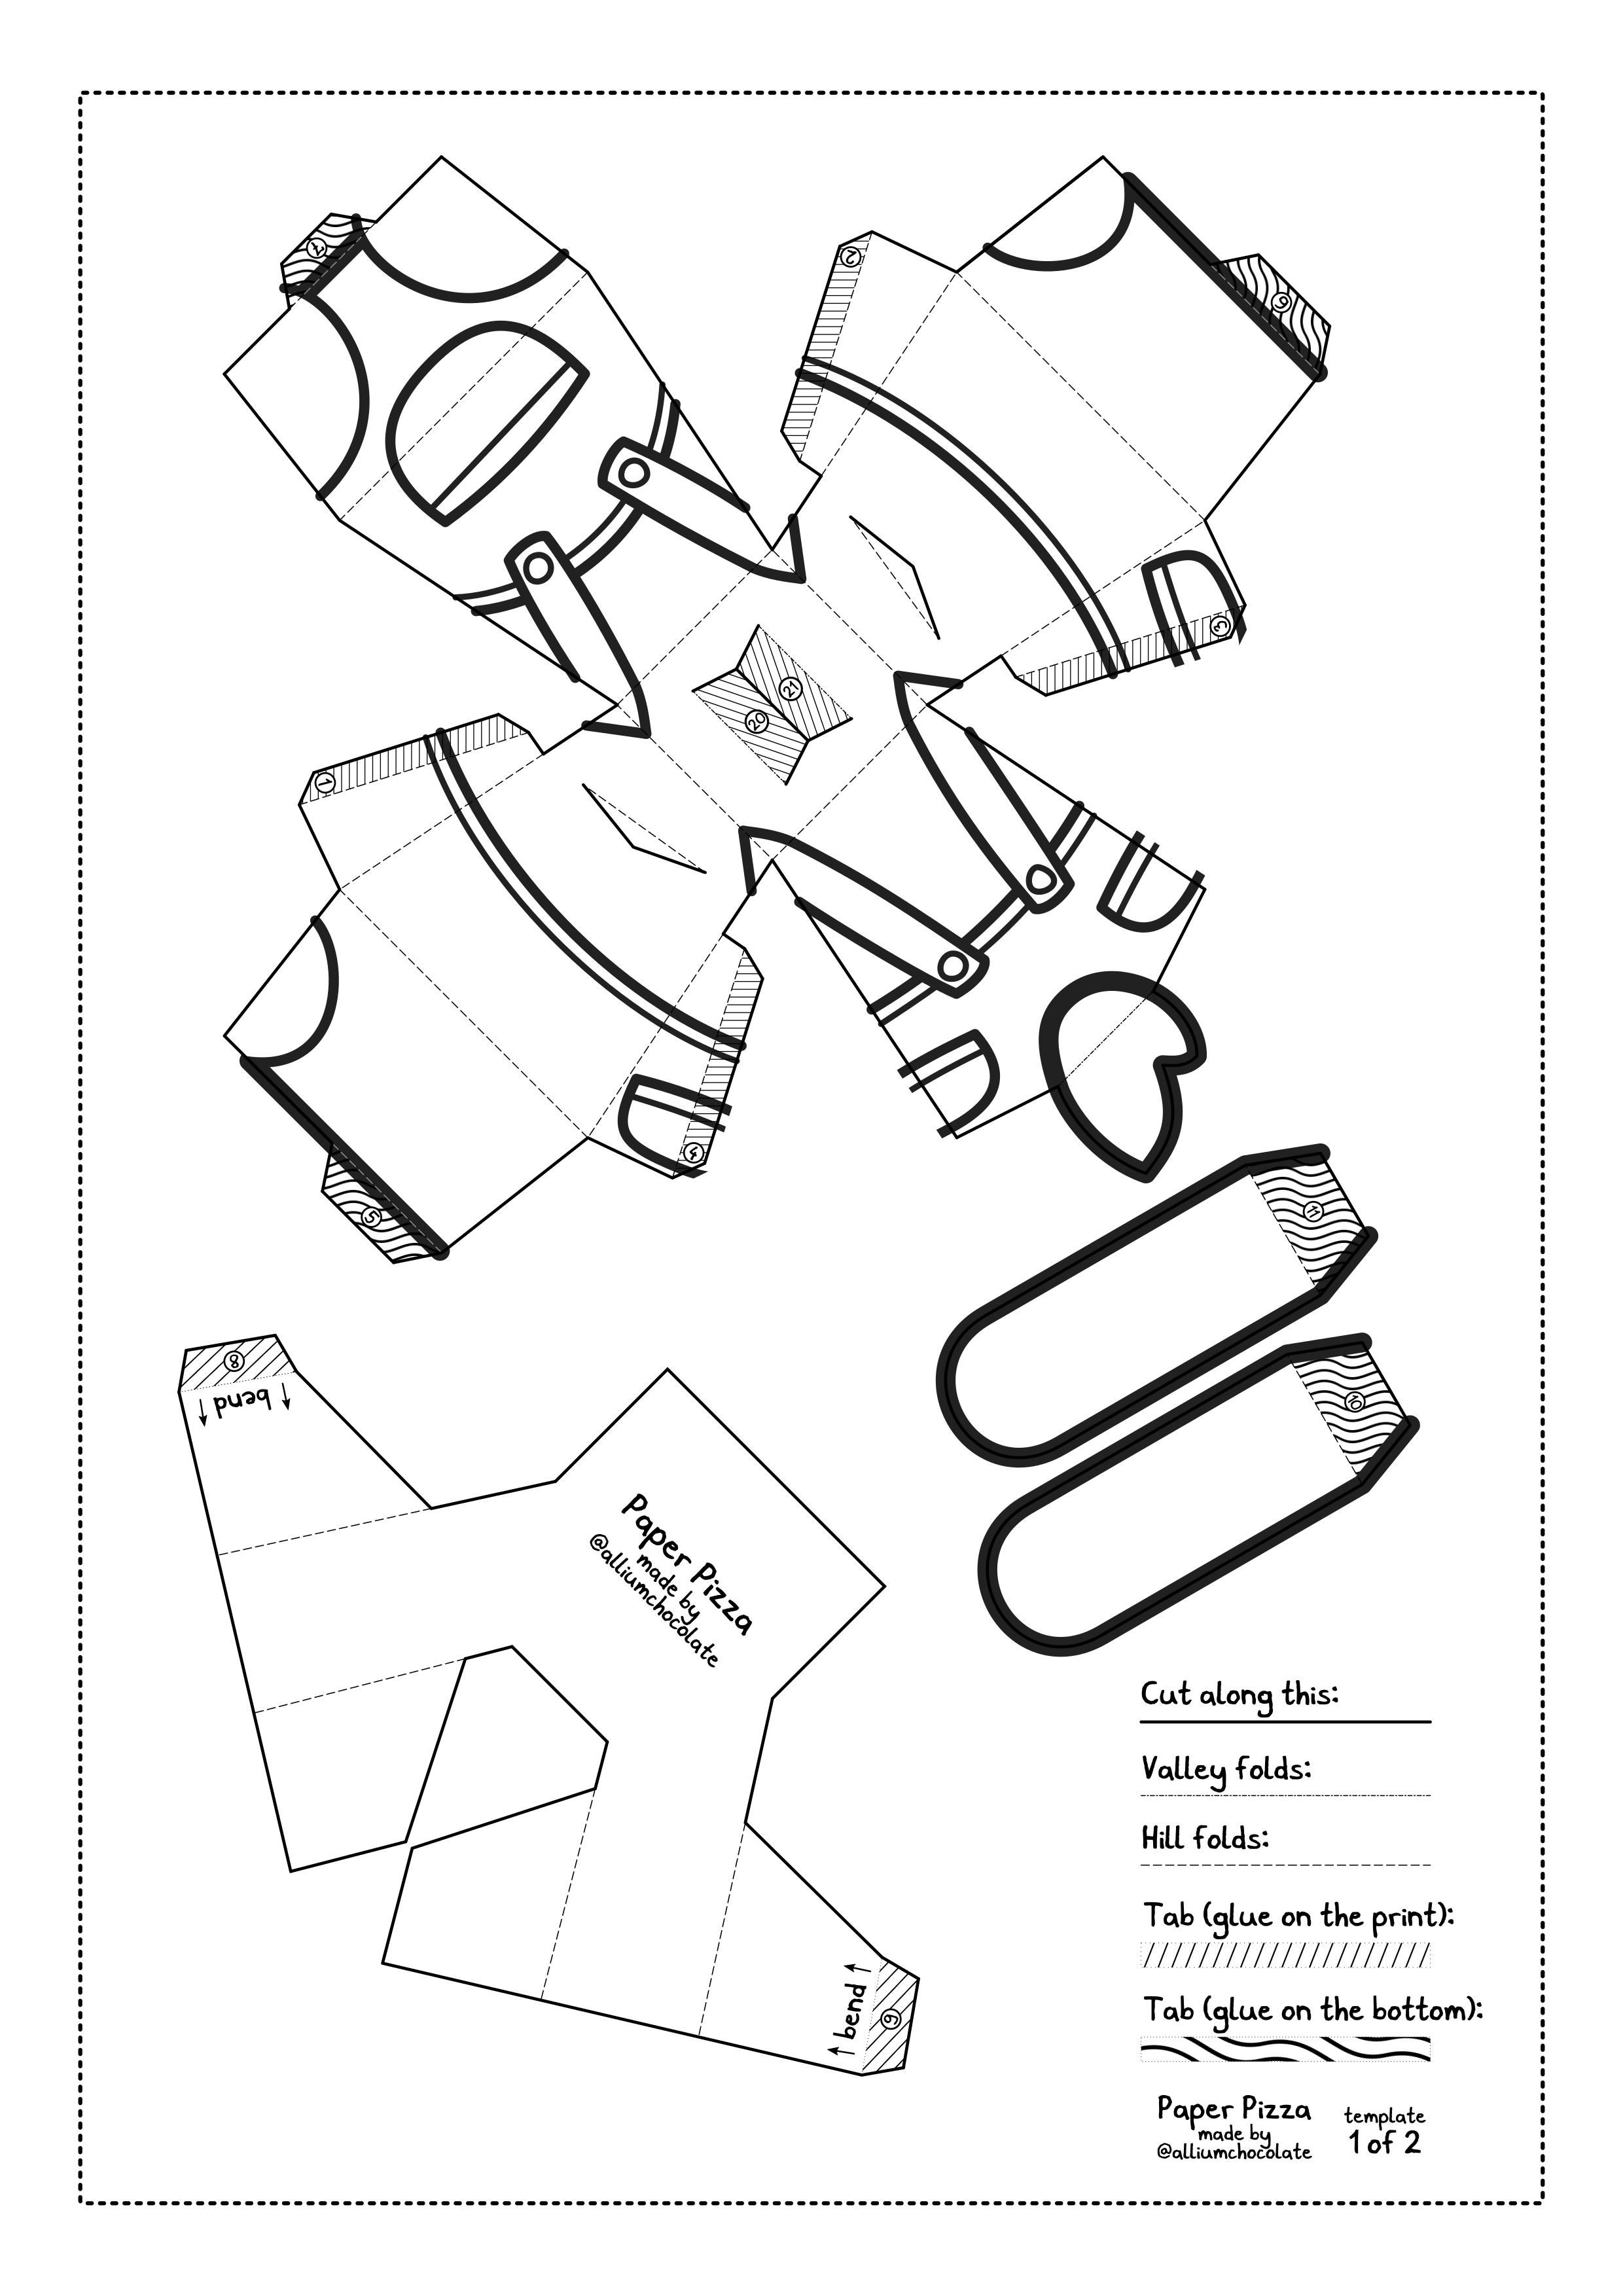 7
2
6
3
21
20
1
4
5
11
10
8
bend
Paper Pizza
made by
@alliumchocolate
bend
9
Cut along this:
Valley folds:
Hill folds:
Tab (glue on the print):
Tab (glue on the bottom):
Paper Pizza
made by
@alliumchocolate
template
1 of 2